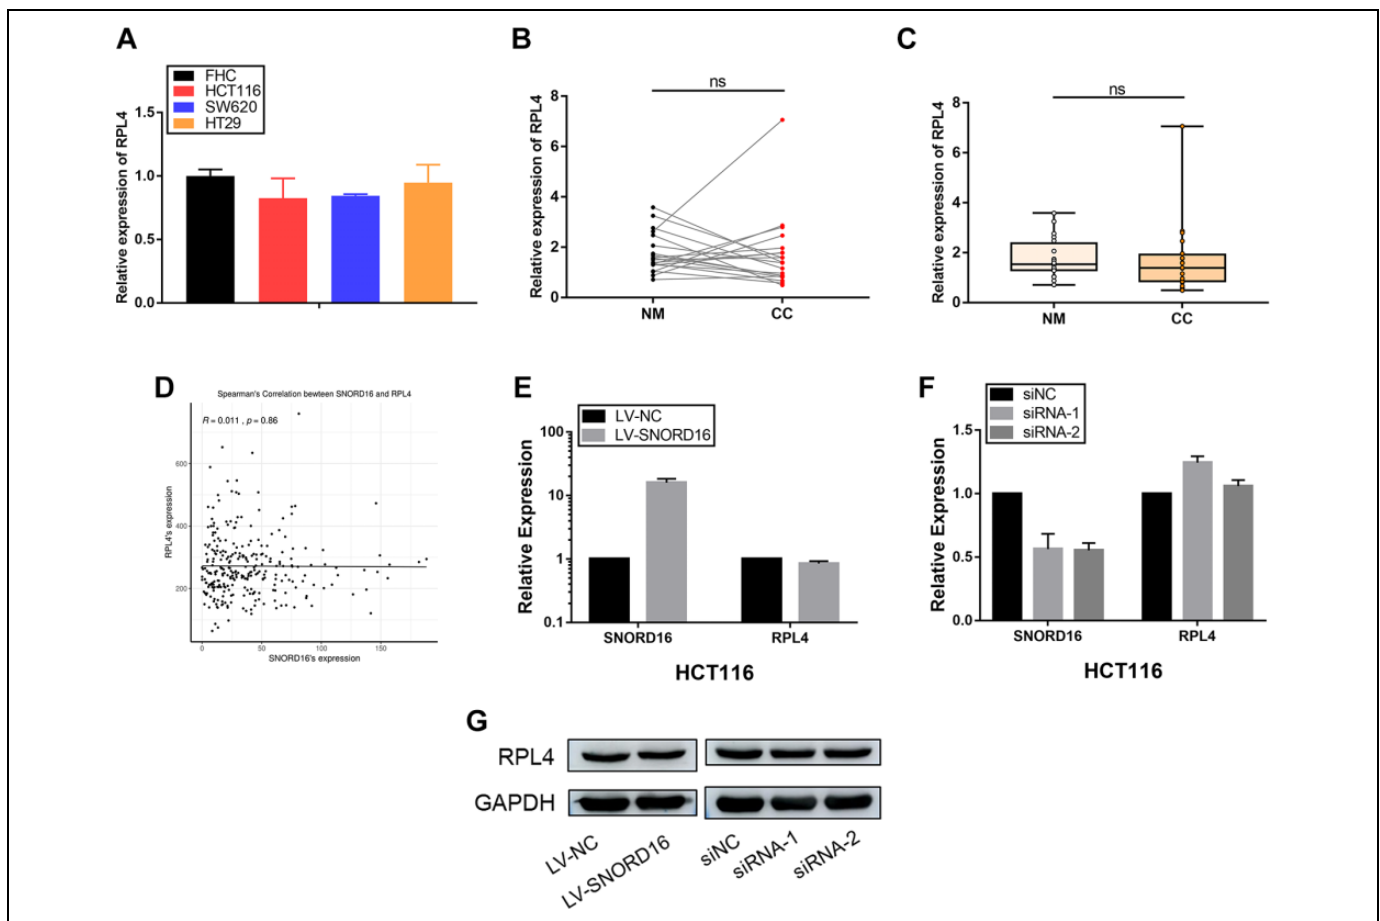 A
FHC
HCT116
SW620
HT29
Relative expression of RPL4
1.5
1.0
0.5
0.0
B
ns
Relative expression of RPL4
8
6
4
2
0
NM
CC
C
ns
Relative expression of RPL4
8
6
4
2
0
NM
CC
D
Spearman's Correlation bewteen SNORD16 and RPL4
R = 0.011 , p = 0.86
RPL4's expression
600
400
200
0
50
100
150
SNORD16's expression
E
LV-NC
LV-SNORD16
Relative Expression
100
10
1
0.1
SNORD16
RPL4
HCT116
F
siNC
siRNA-1
siRNA-2
Relative Expression
1.5
1.0
0.5
0.0
SNORD16
RPL4
HCT116
G
RPL4
GAPDH
LV-NC
LV-SNORD16
siNC
siRNA-1
siRNA-2